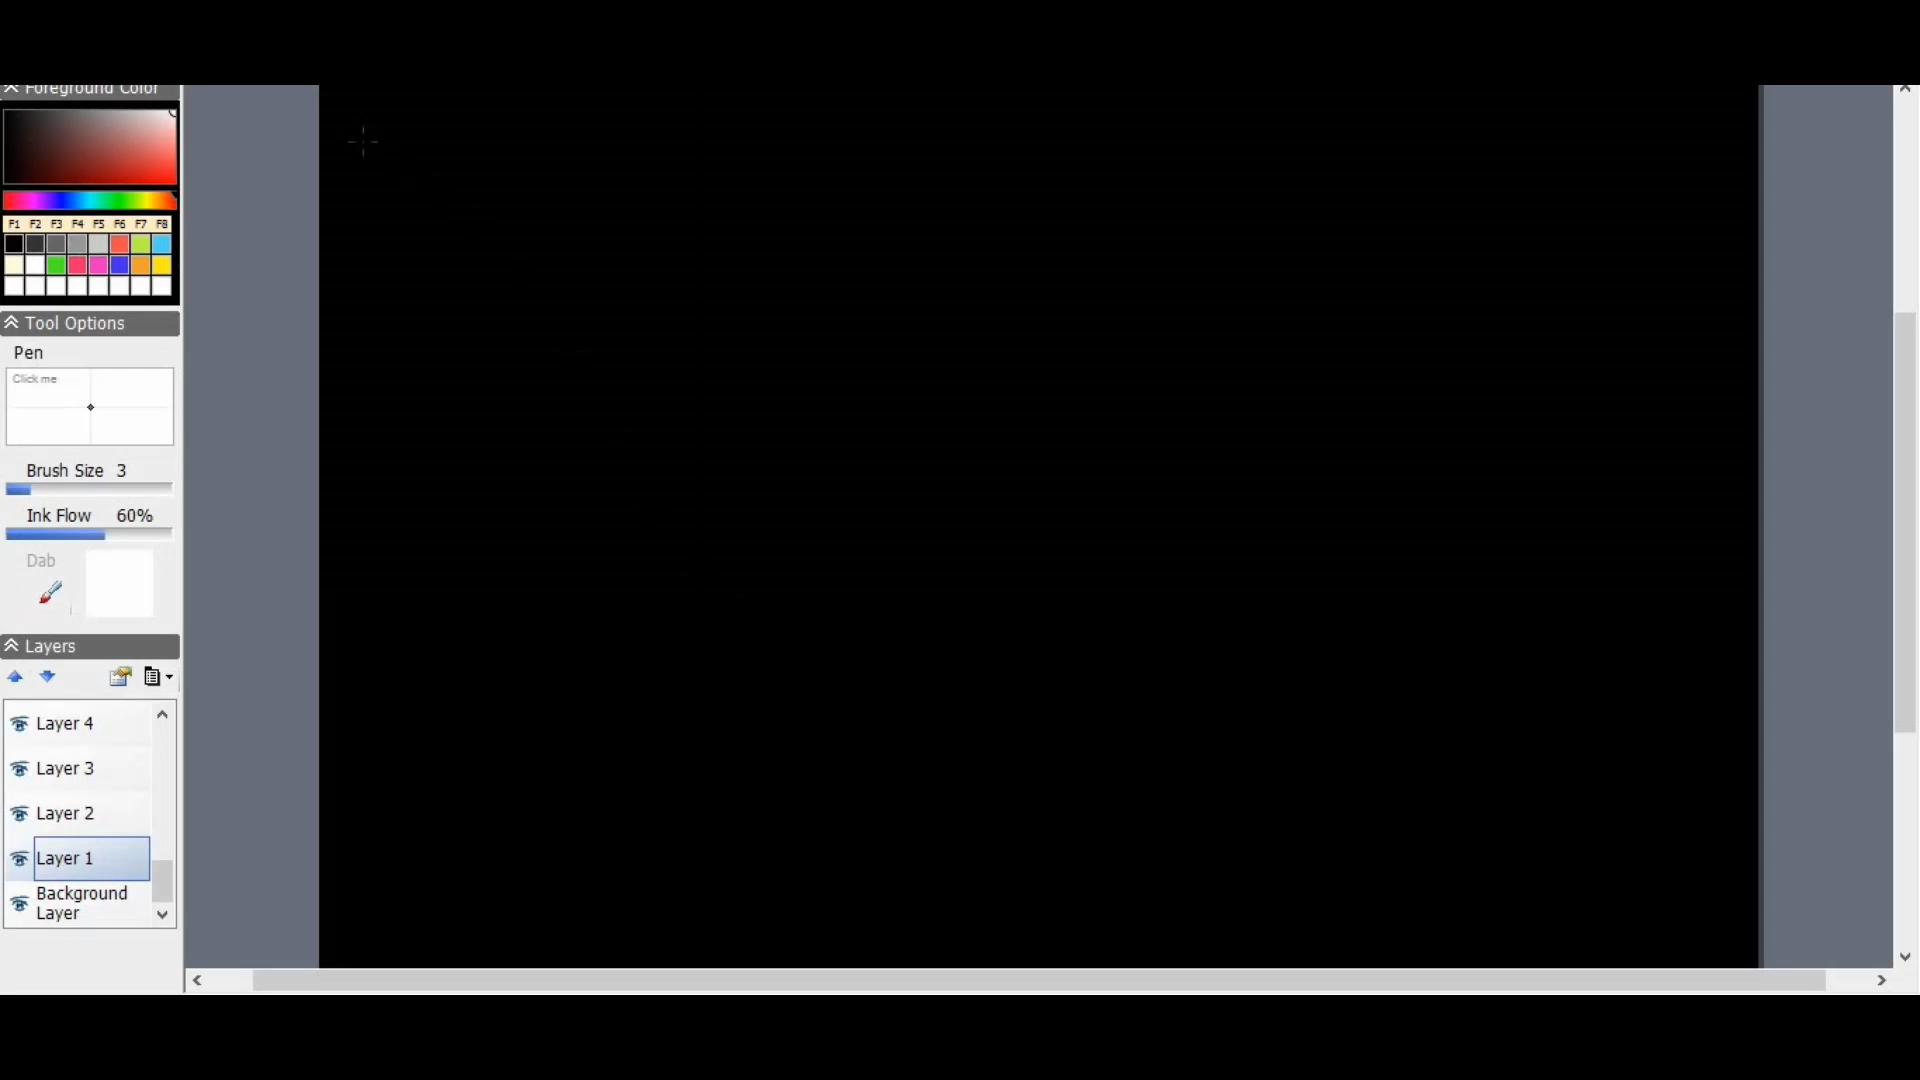 Foreground Color
F1 F2 F3 F4 F5 F6 F7 F8
Tool Options
Pen
Click me
Brush Size 3
Ink Flow 60%
Dab
Layers
Layer 4
Layer 3
Layer 2
Layer 1
Background
Layer